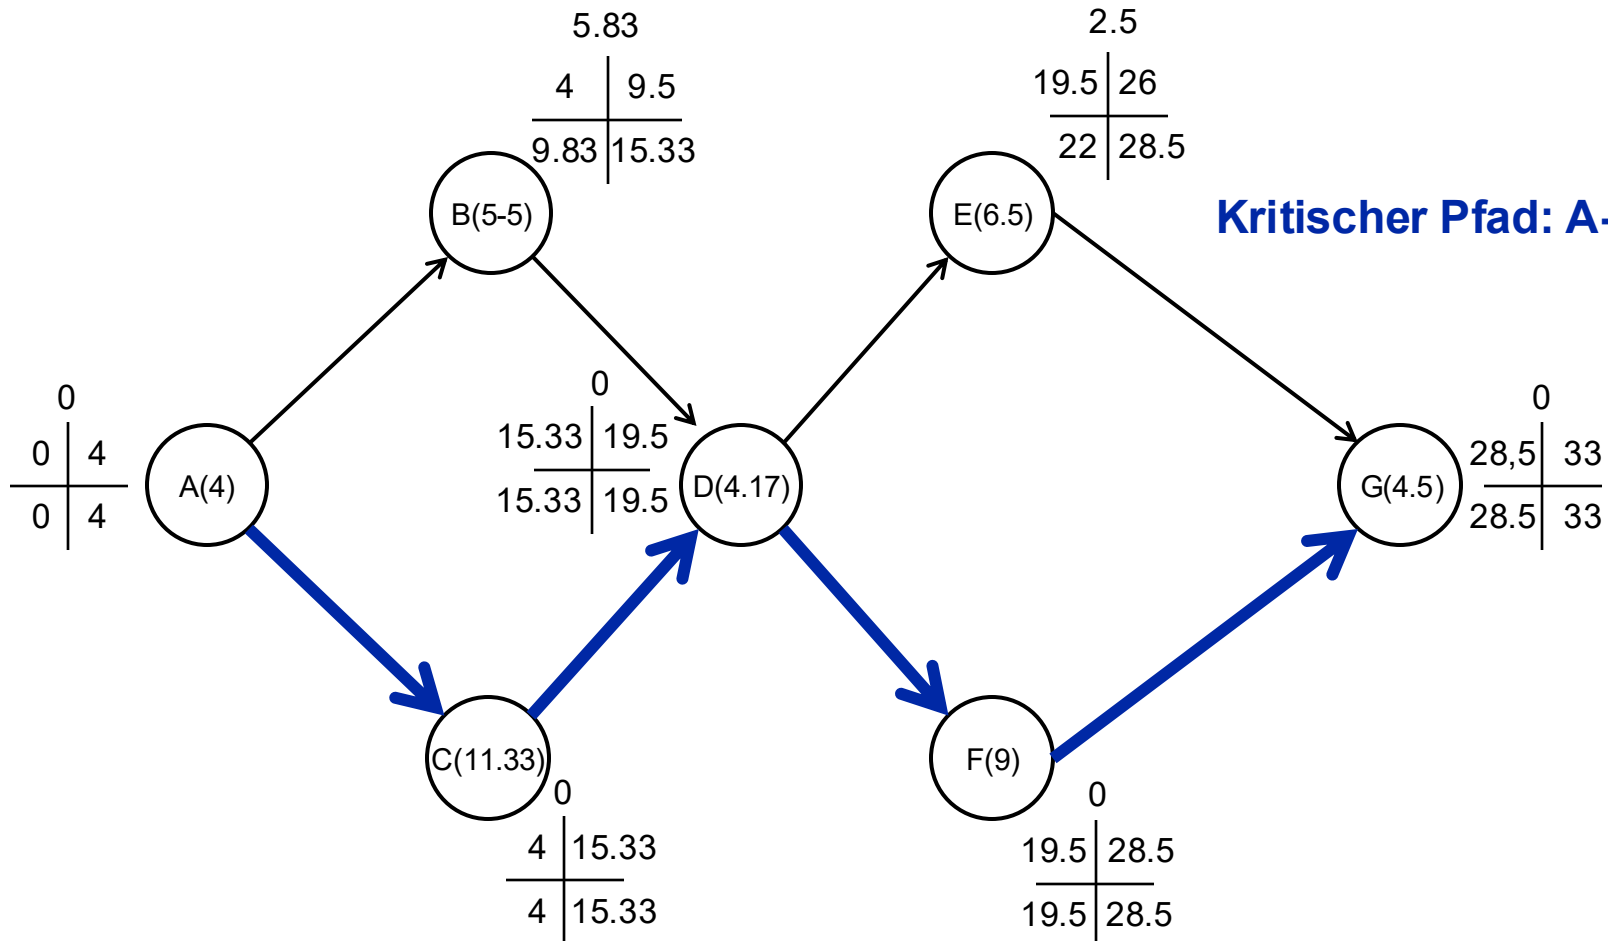 5.83
4 9.5
9.83 15.33
B(5-5)
2.5
19.5 26
22 28.5
E(6.5)
Kritischer Pfad: A-
0
0 4
0 4
A(4)
0
15.33 19.5
15.33 19.5
D(4.17)
0
28,5 33
28.5 33
G(4.5)
C(11.33)
0
4 15.33
4 15.33
F(9)
0
19.5 28.5
19.5 28.5